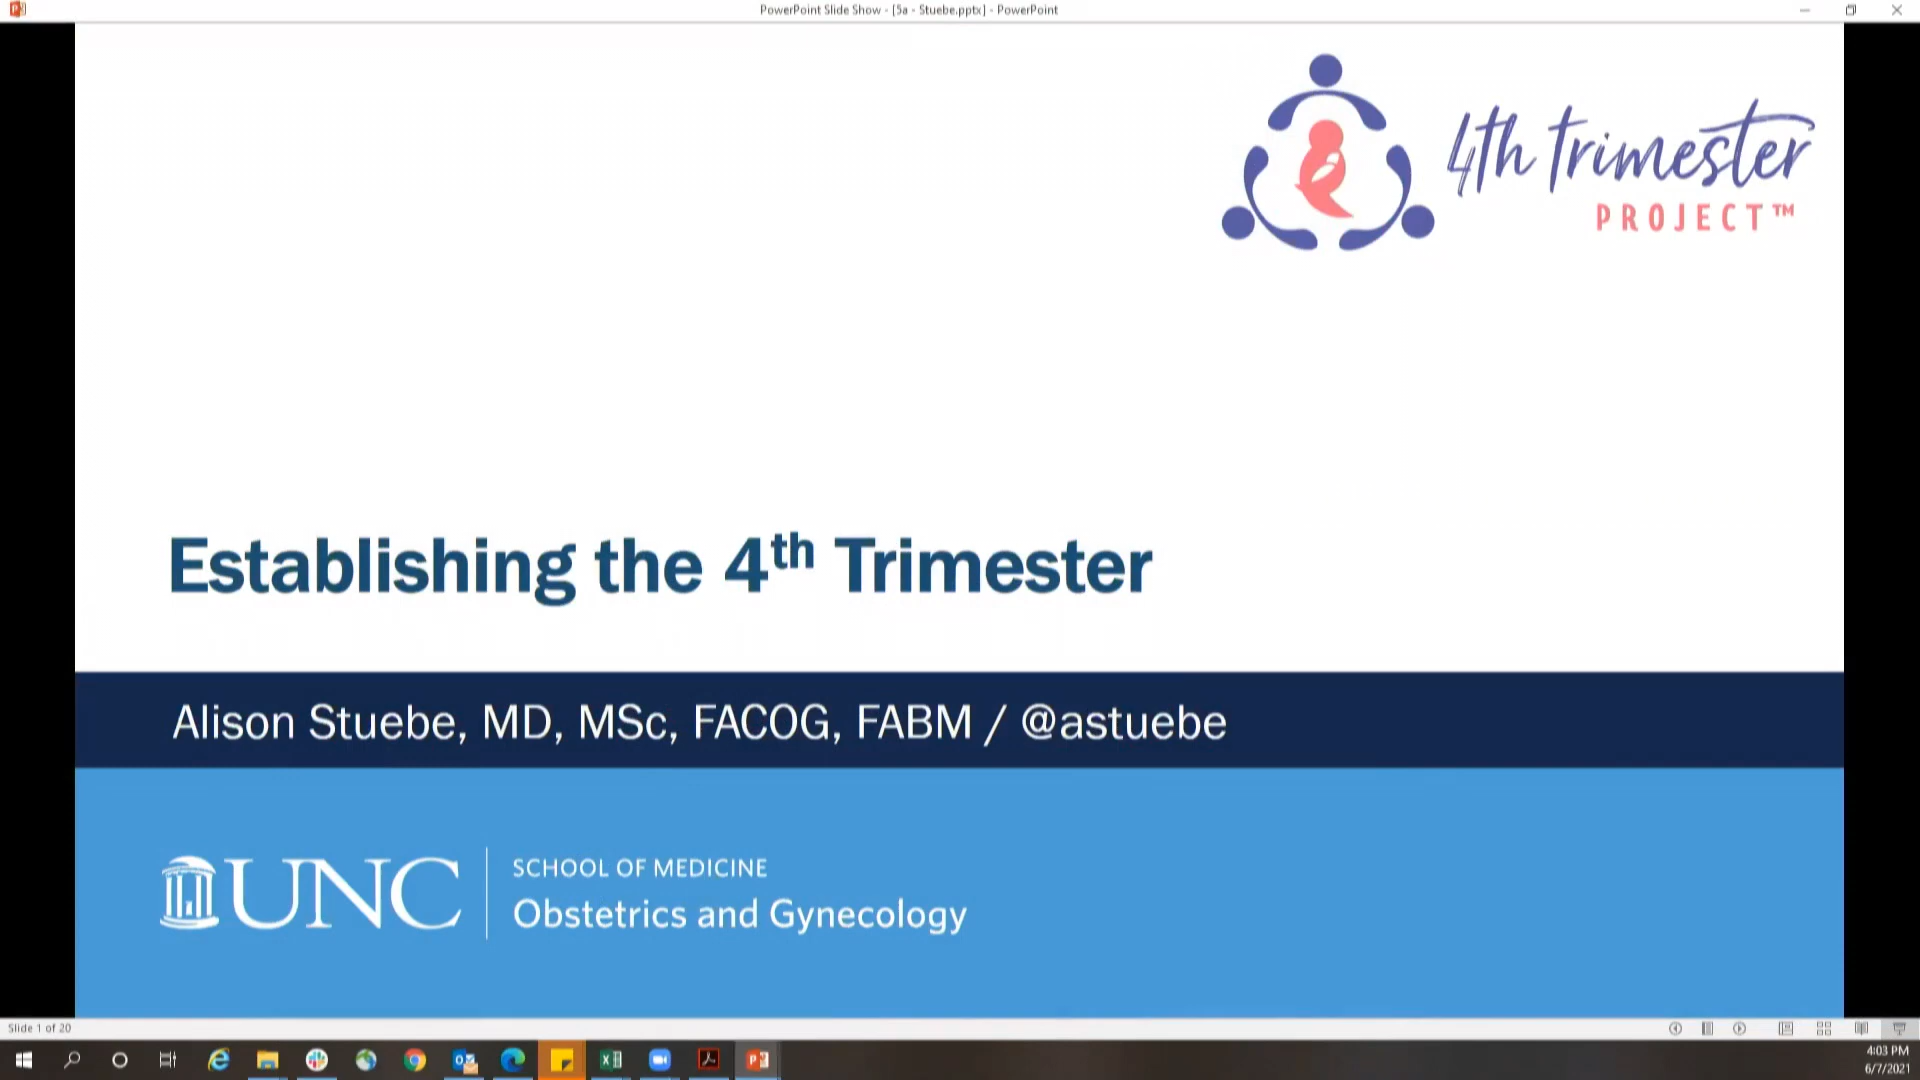 PowerPoint Slide Show - [5a - Stuebe.pptx] - PowerPoint
4th Trimester
PROJECT™
Establishing the 4th Trimester
Alison Stuebe, MD, MSc, FACOG, FABM / @astuebe
UNC
SCHOOL OF MEDICINE
Obstetrics and Gynecology
Slide 1 of 20
4:03 PM
6/7/2021